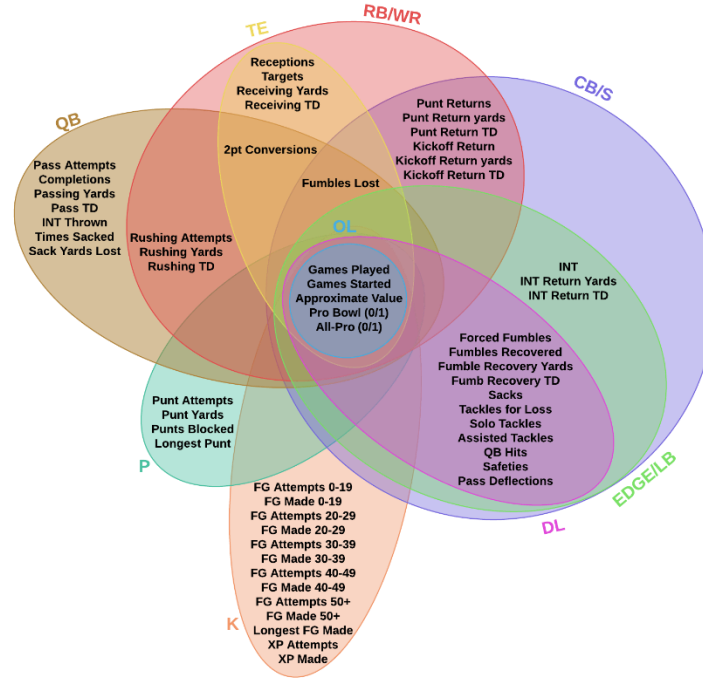 TE
RB/WR
CB/S
QB
Receptions
Targets
Receiving Yards
Receiving TD
Punt Returns
Punt Return yards
Punt Return TD
Kickoff Return
Kickoff Return yards
Kickoff Return TD
2pt Conversions
Fumbles Lost
Pass Attempts
Completions
Passing Yards
Pass TD
INT Thrown
Times Sacked
Sack Yards Lost
Rushing Attempts
Rushing Yards
Rushing TD
OL
Games Played
Games Started
Approximate Value
Pro Bowl (0/1)
All-Pro (0/1)
INT
INT Return Yards
INT Return TD
Forced Fumbles
Fumbles Recovered
Fumble Recovery Yards
Fumb Recovery TD
Sacks
Tackles for Loss
Solo Tackles
Assisted Tackles
QB Hits
Safeties
Pass Deflections
Punt Attempts
Punt Yards
Punts Blocked
Longest Punt
P
EDGE/LB
DL
FG Attempts 0-19
FG Made 0-19
FG Attempts 20-29
FG Made 20-29
FG Attempts 30-39
FG Made 30-39
FG Attempts 40-49
FG Made 40-49
FG Attempts 50+
FG Made 50+
Longest FG Made
XP Attempts
XP Made
K